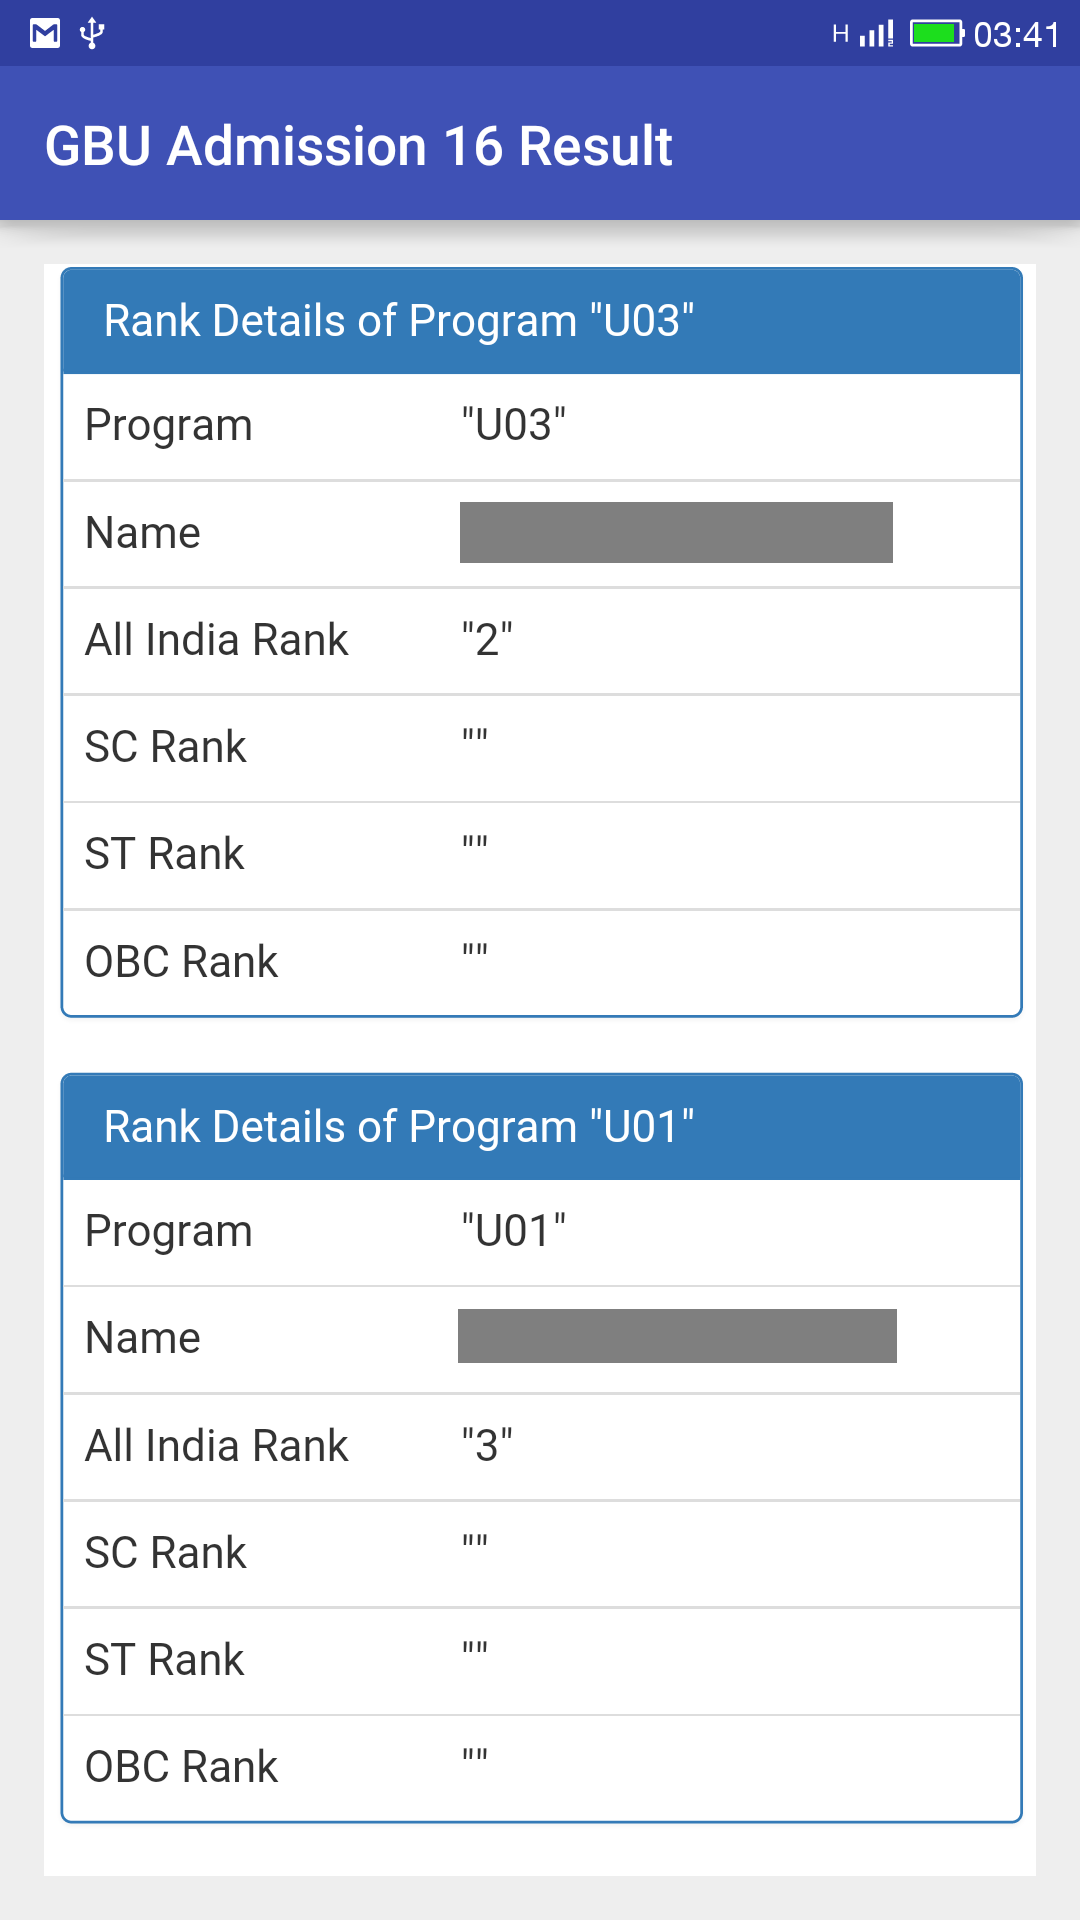 H 03:41
GBU Admission 16 Result
Rank Details of Program "U03"
Program "U03"
Name
All India Rank "2"
SC Rank ""
ST Rank ""
OBC Rank ""
Rank Details of Program "U01"
Program "U01"
Name
All India Rank "3"
SC Rank ""
ST Rank ""
OBC Rank ""